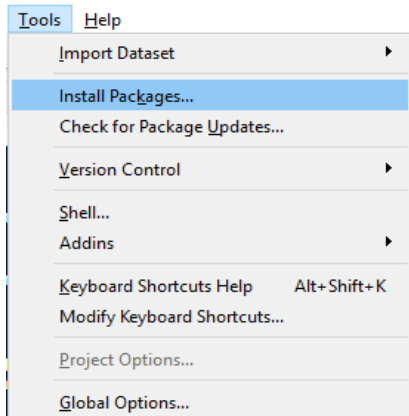 Tools Help
Import Dataset
Install Packages...
Check for Package Updates...
Version Control
Shell...
Addins
Keyboard Shortcuts Help Alt+Shift+K
Modify Keyboard Shortcuts...
Project Options...
Global Options...